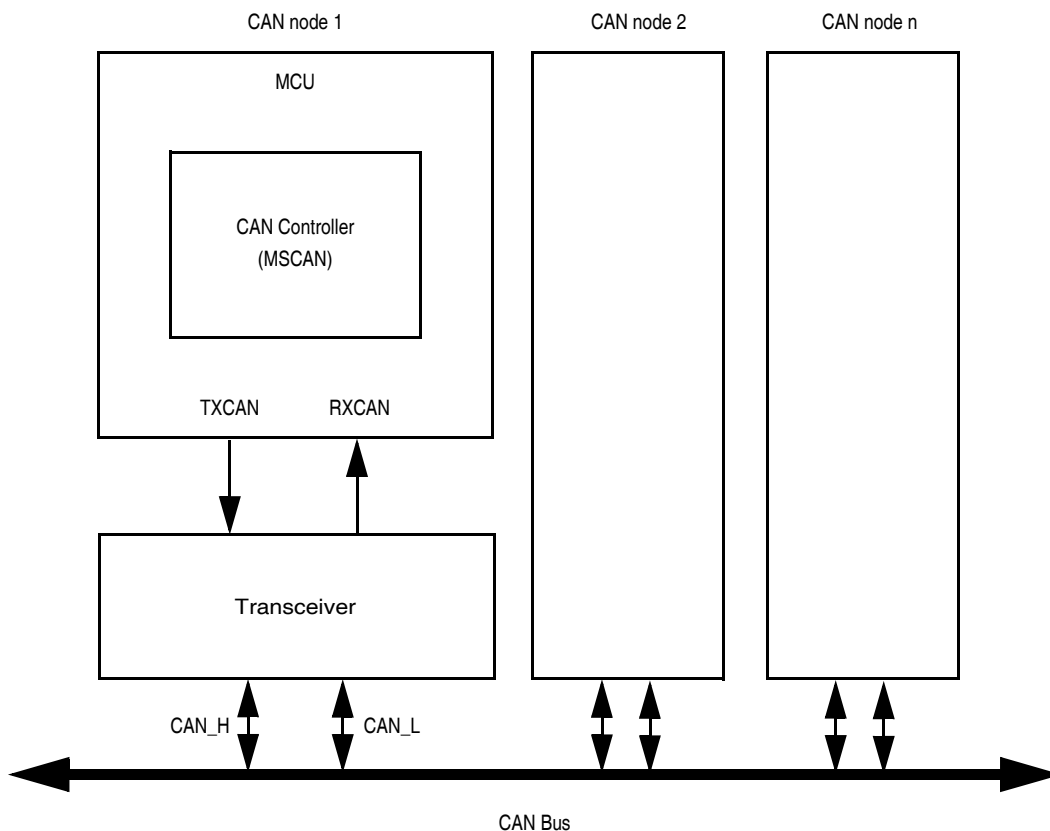 CAN node 1
CAN node 2
CAN node n
MCU
CAN Controller
(MSCAN)
TXCAN
RXCAN
Transceiver
CAN_H
CAN_L
CAN Bus